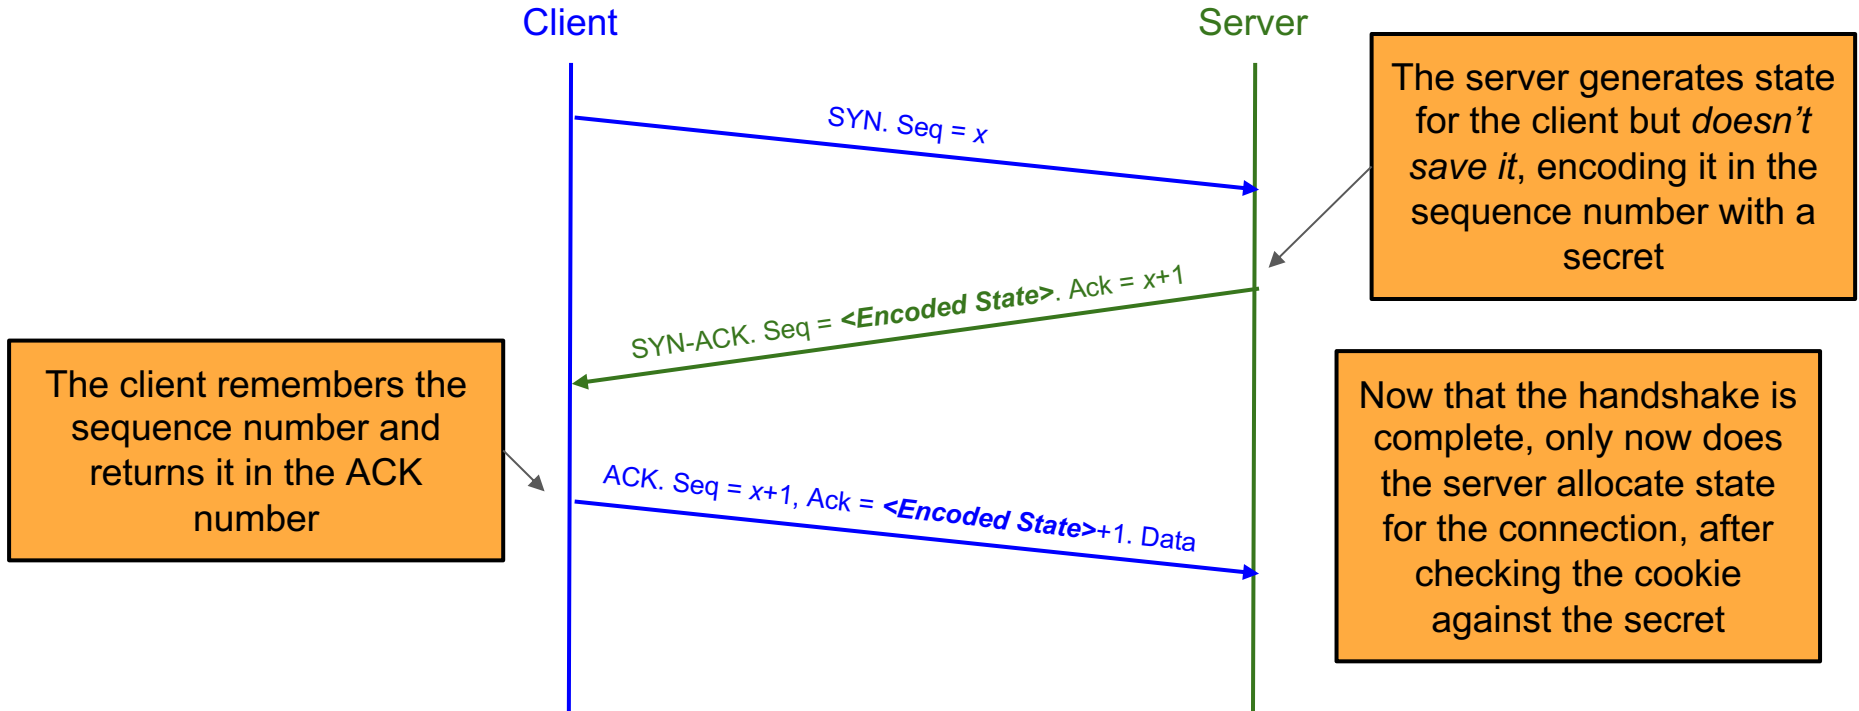 Client
Server
The server generates state
for the client but doesn’t
save it, encoding it in the
sequence number with a
secret
SYN. Seq = x
SYN-ACK. Seq = <Encoded State>. Ack = x+1
The client remembers the
sequence number and
returns it in the ACK
number
ACK. Seq = x+1, Ack = <Encoded State>+1. Data
Now that the handshake is
complete, only now does
the server allocate state
for the connection, after
checking the cookie
against the secret